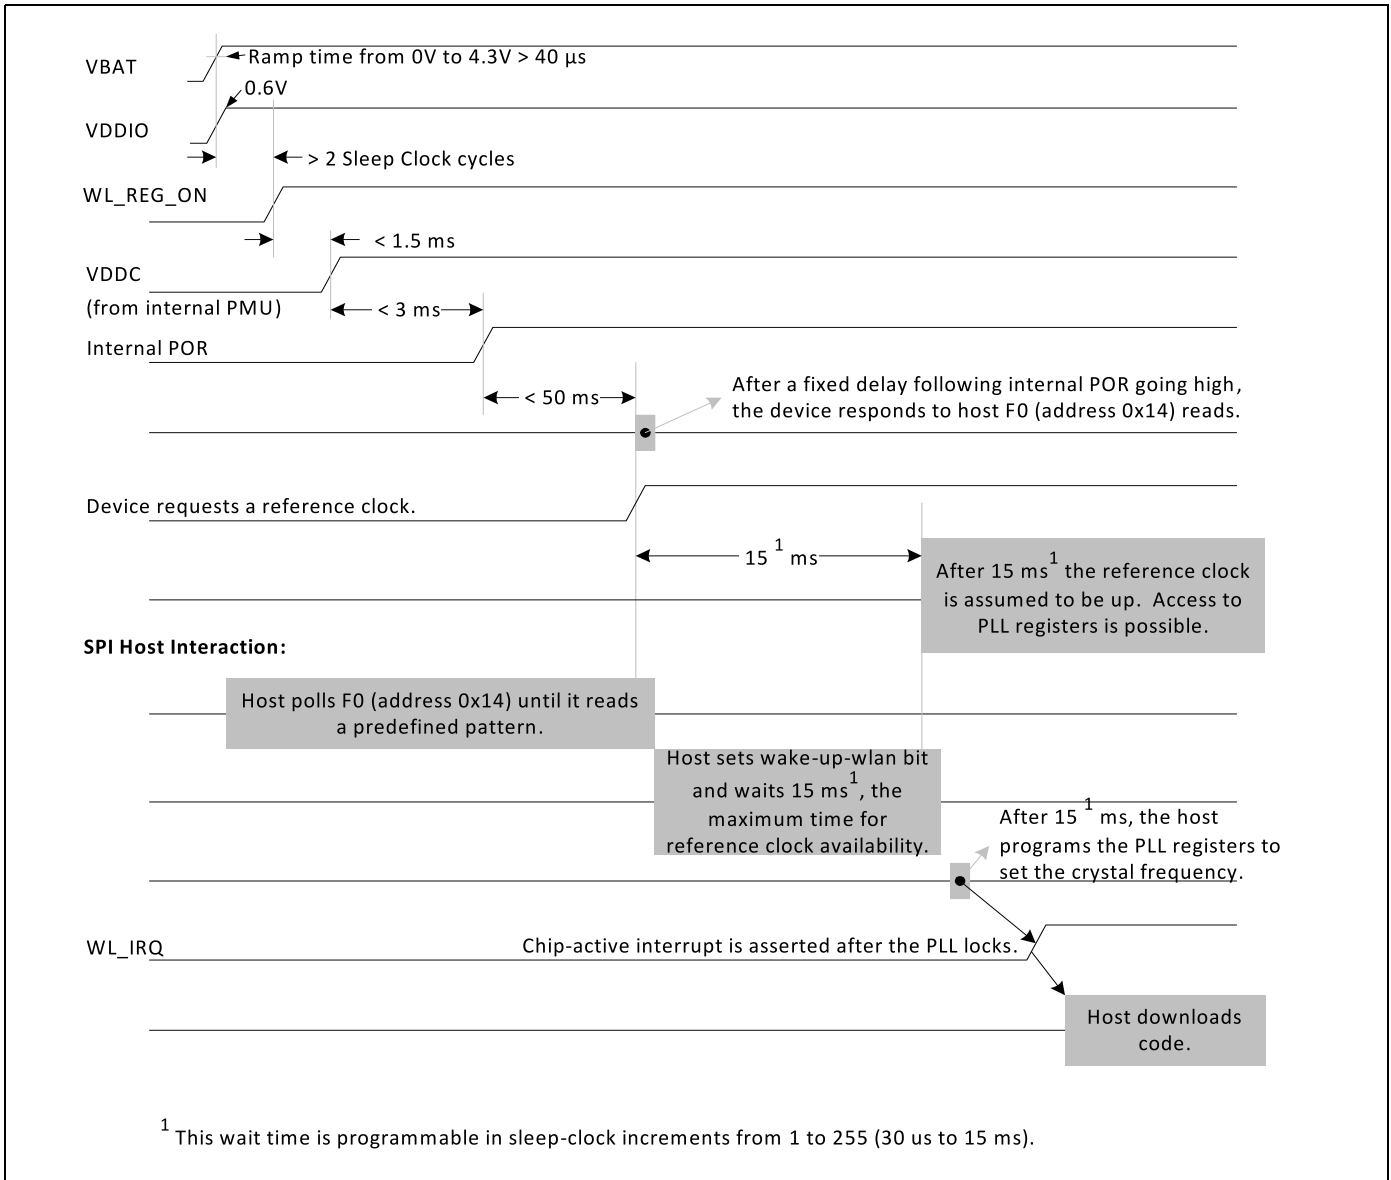 VBAT
Ramp time from 0V to 4.3V > 40 µs
0.6V
VDDIO
> 2 Sleep Clock cycles
WL_REG_ON
< 1.5 ms
VDDC
(from internal PMU)
< 3 ms
Internal POR
< 50 ms
After a fixed delay following internal POR going high,
the device responds to host F0 (address 0x14) reads.
Device requests a reference clock.
15 1 ms
After 15 ms1 the reference clock
is assumed to be up. Access to
PLL registers is possible.
SPI Host Interaction:
Host polls F0 (address 0x14) until it reads
a predefined pattern.
Host sets wake-up-wlan bit
and waits 15 ms1, the
maximum time for
reference clock availability.
After 15 1 ms, the host
programs the PLL registers to
set the crystal frequency.
WL_IRQ
Chip-active interrupt is asserted after the PLL locks.
Host downloads
code.
1 This wait time is programmable in sleep-clock increments from 1 to 255 (30 us to 15 ms).